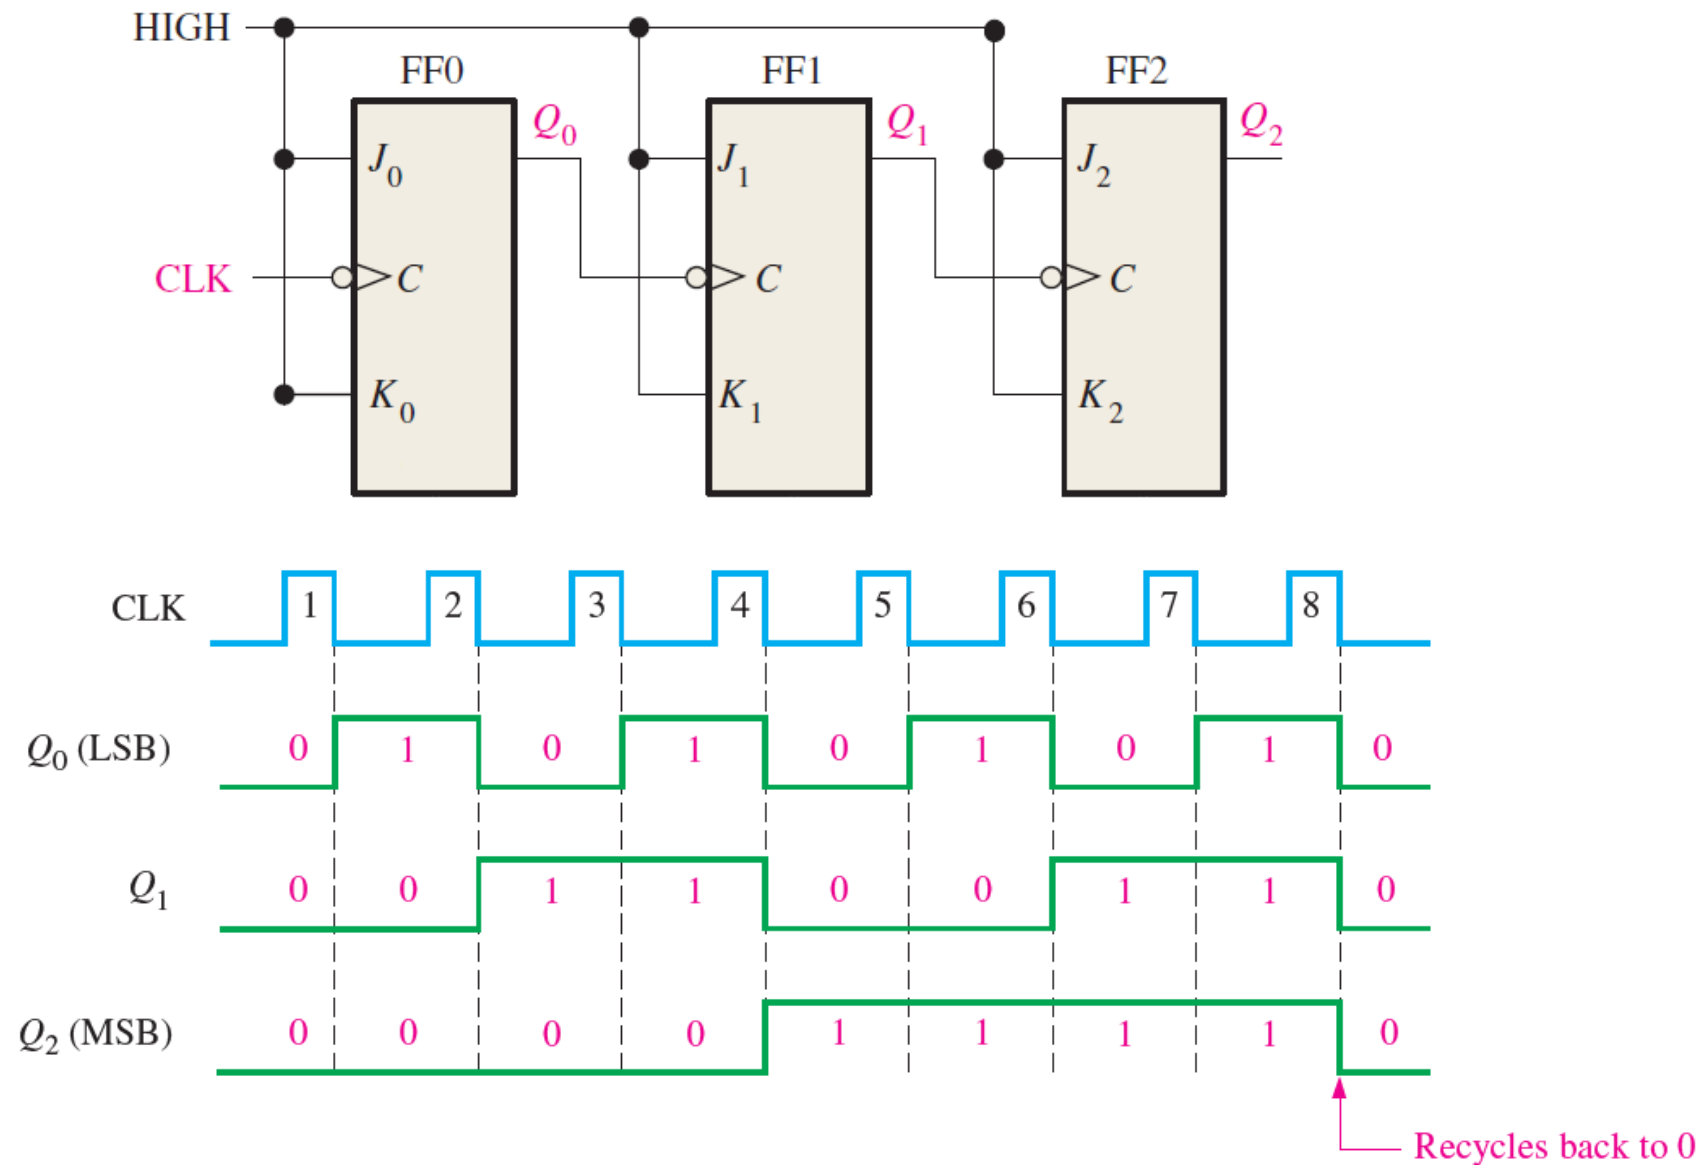 HIGH
FF0 FF1 FF2
Q0 Q1 Q2
J0 J1 J2
CLK C C C
K0 K1 K2
CLK 1 2 3 4 5 6 7 8
Q0 (LSB) 0 1 0 1 0 1 0 1 0
Q1 0 0 1 1 0 0 1 1 0
Q2 (MSB) 0 0 0 0 1 1 1 1 0
Recycles back to 0